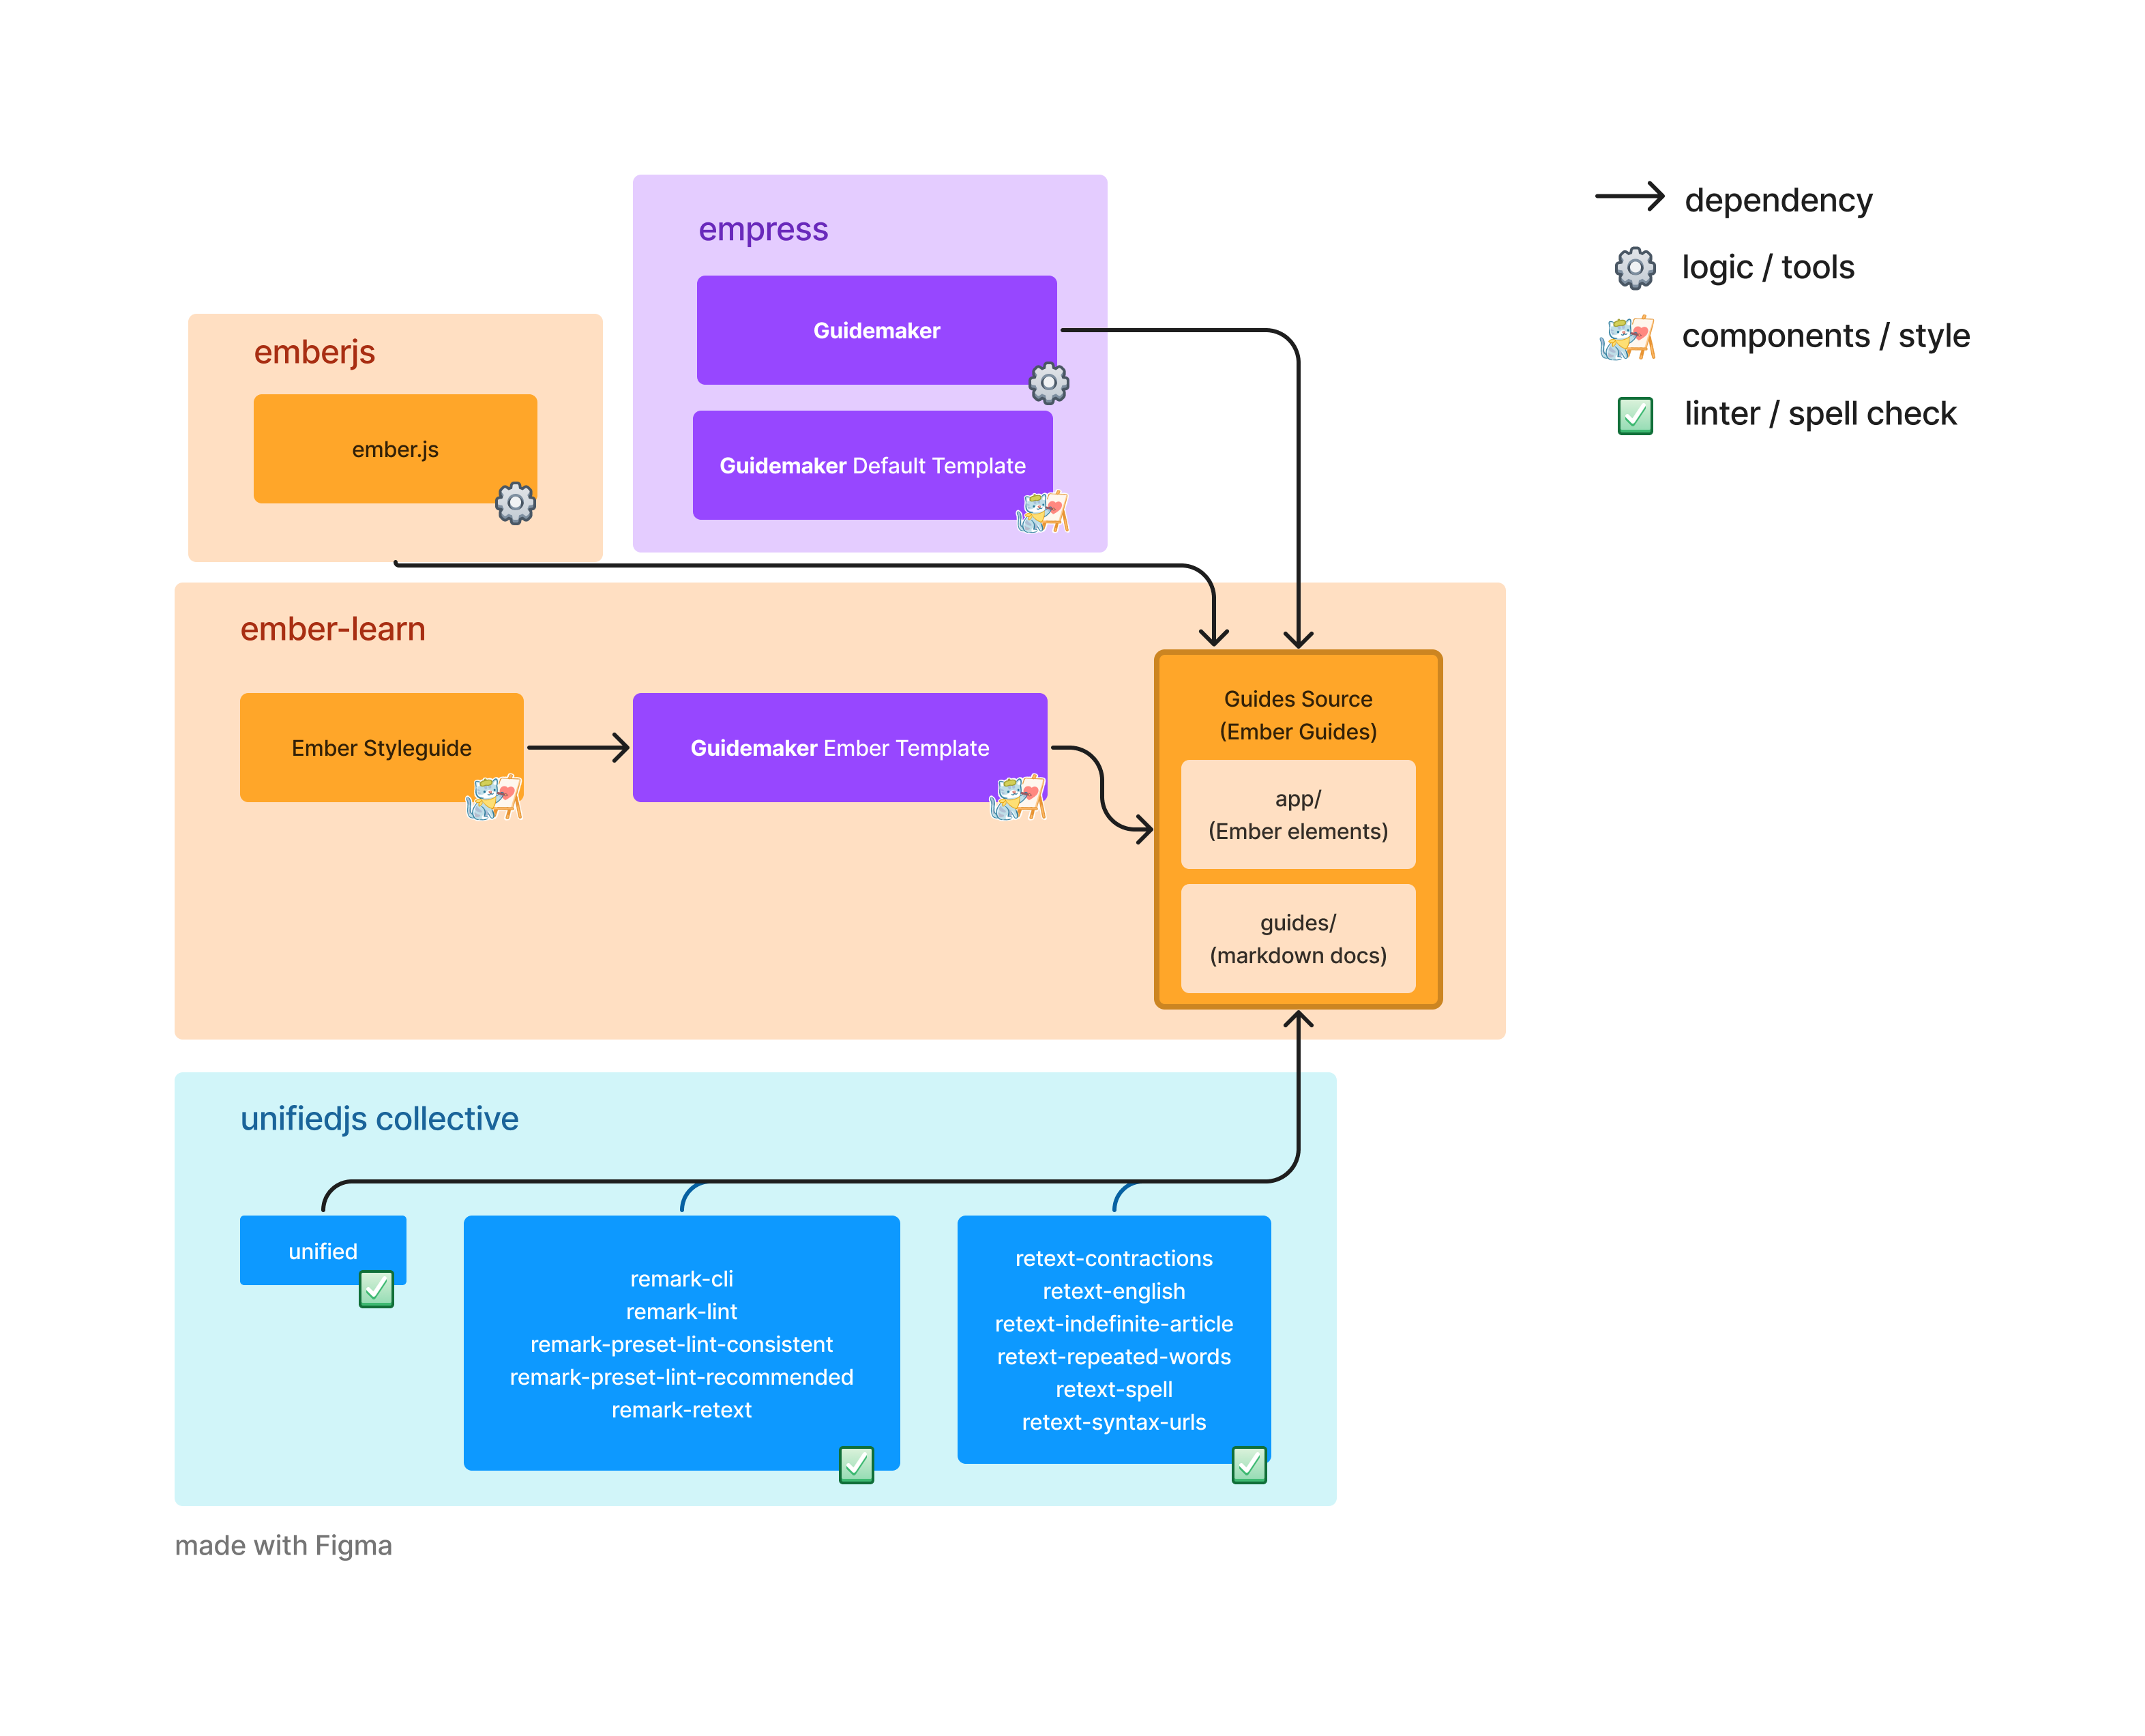 empress
Guidemaker
Guidemaker Default Template
emberjs
ember.js
dependency
logic / tools
components / style
linter / spell check
ember-learn
Ember Styleguide
Guidemaker Ember Template
Guides Source
(Ember Guides)
app/
(Ember elements)
guides/
(markdown docs)
unifiedjs collective
unified
remark-cli
remark-lint
remark-preset-lint-consistent
remark-preset-lint-recommended
remark-retext
retext-contractions
retext-english
retext-indefinite-article
retext-repeated-words
retext-spell
retext-syntax-urls
made with Figma